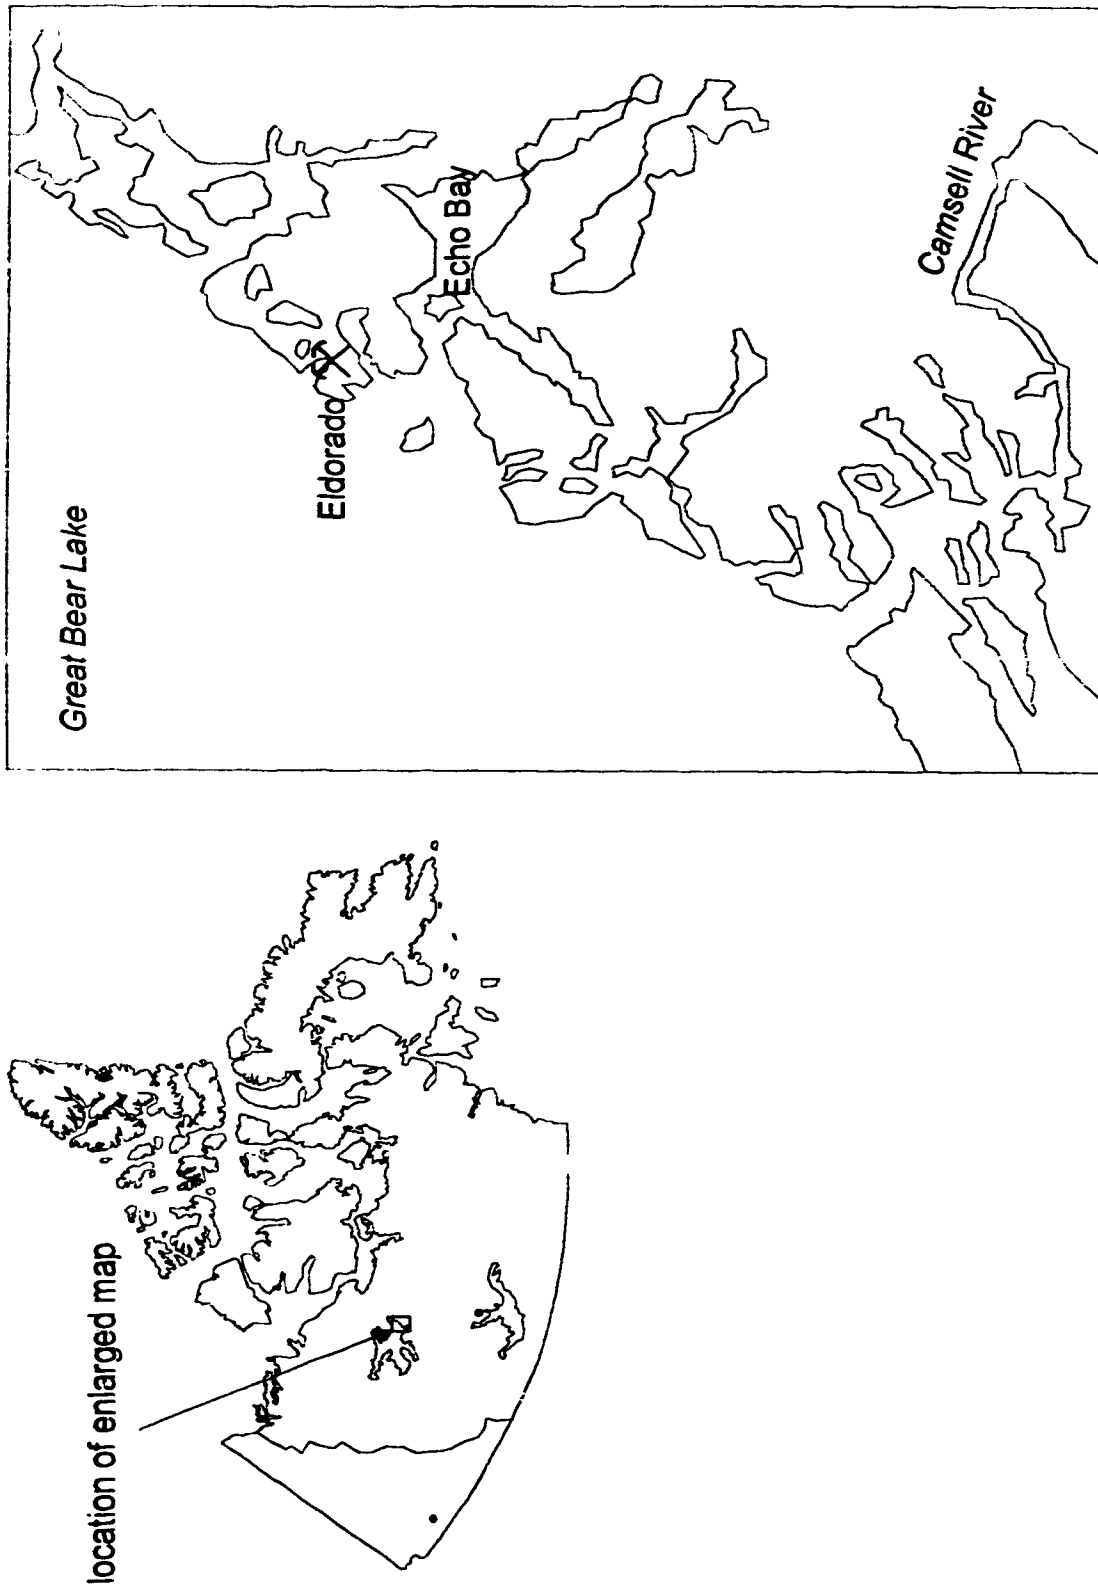 Great Bear Lake
Eldorado
Echo Bay
Camsell River
location of enlarged map